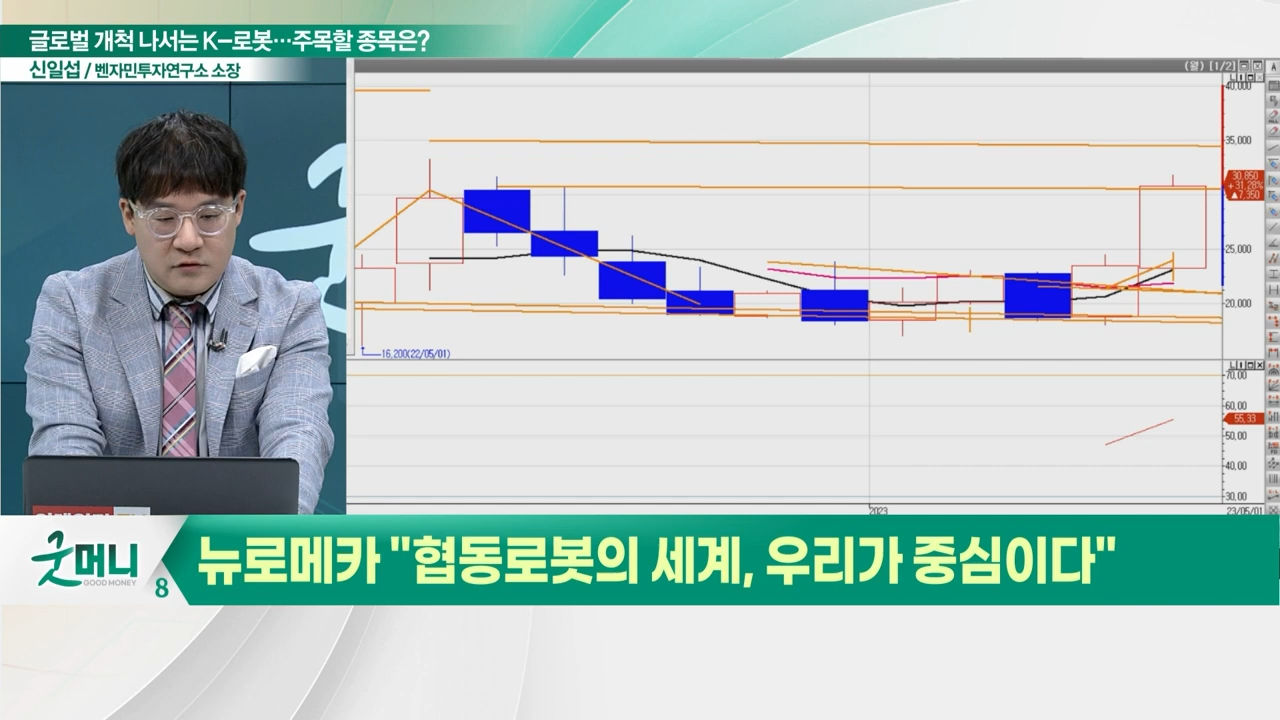 글로벌 개척 나서는 K-로봇…주목할 종목은?
신일섭 / 벤자민투자연구소 소장
(월) [1/2]
40,000
35,000
30,850
+31.28%
▲7,350
25,000
20,000
16,200(22/05/01)
70,00
60,00
55,33
50,00
40,00
30,00
2023
23/05/01
굿머니
GOOD MONEY
8
뉴로메카 "협동로봇의 세계, 우리가 중심이다"